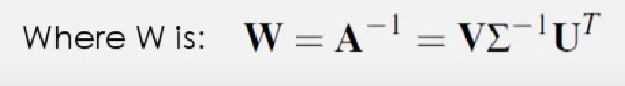 Where W is: W = A⁻¹ = VΣ⁻¹Uᵀ